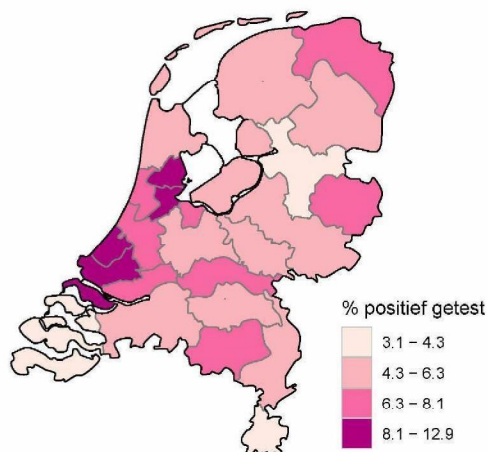 % positief getest
3.1 – 4.3
4.3 – 6.3
6.3 – 8.1
8.1 – 12.9